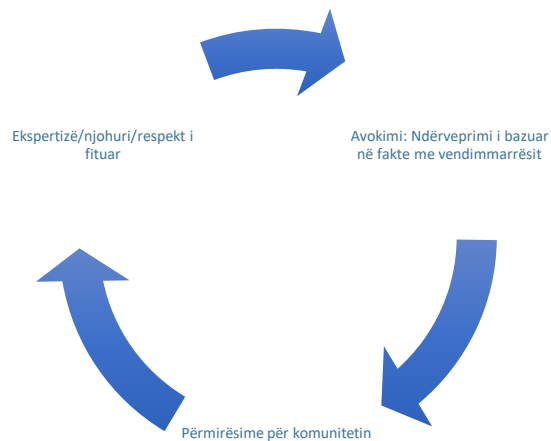 Ekspertizë/njohuri/respekt i
fituar
Avokimi: Ndërveprimi i bazuar
në fakte me vendimmarrësit
Përmirësime për komunitetin